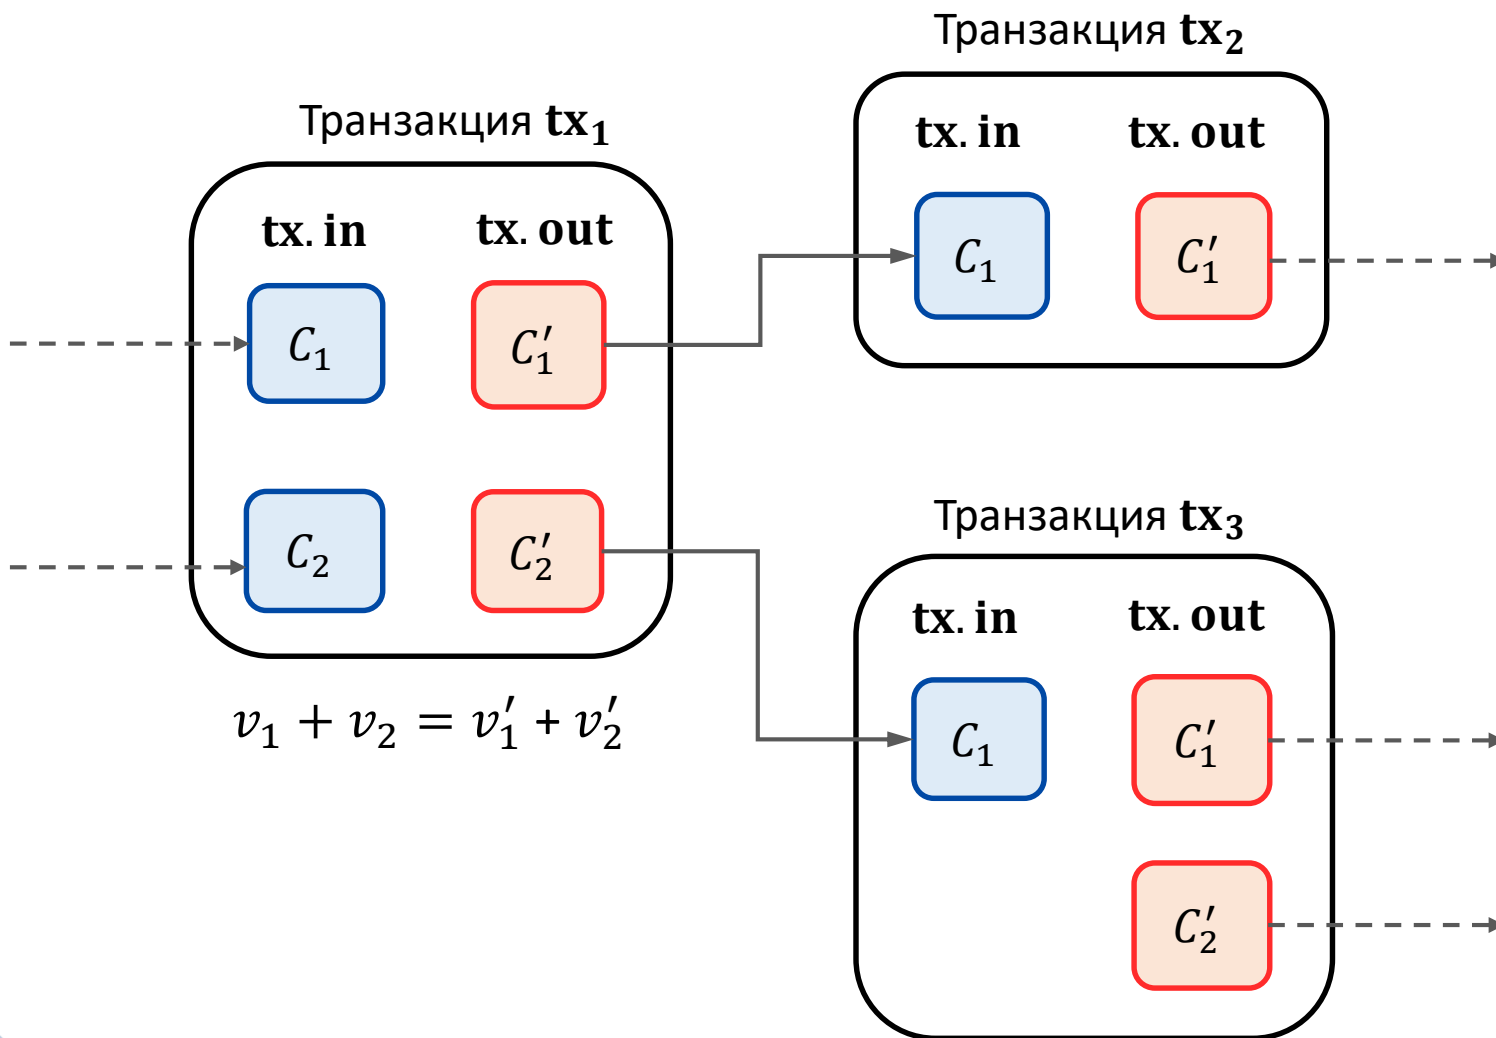 Транзакция tx₁
tx. in tx. out
C₁ C₁′
C₂ C₂′
v₁ + v₂ = v₁′ + v₂′
Транзакция tx₂
tx. in tx. out
C₁ C₁′
Транзакция tx₃
tx. in tx. out
C₁ C₁′
C₂′